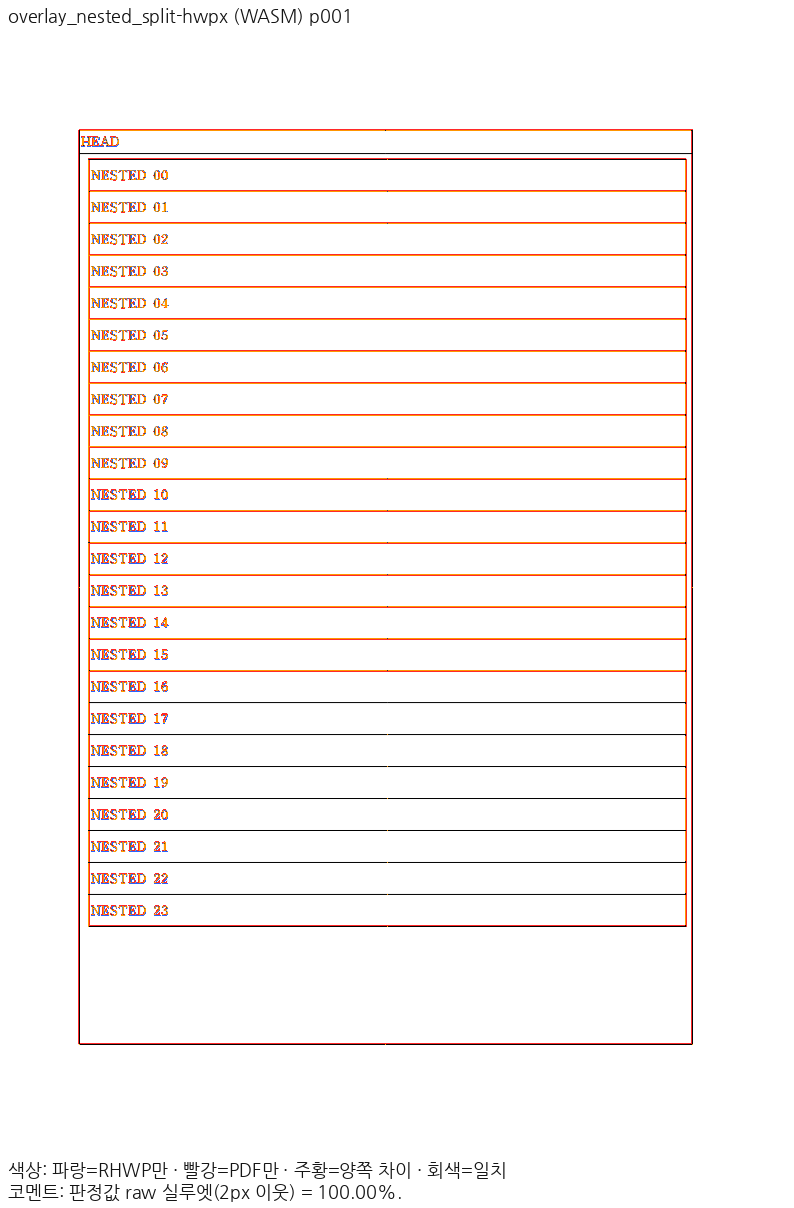 overlay_nested_split-hwpx (WASM) p001
HEAD
NESTED 00
NESTED 01
NESTED 02
NESTED 03
NESTED 04
NESTED 05
NESTED 06
NESTED 07
NESTED 08
NESTED 09
NESTED 10
NESTED 11
NESTED 12
NESTED 13
NESTED 14
NESTED 15
NESTED 16
NESTED 17
NESTED 18
NESTED 19
NESTED 20
NESTED 21
NESTED 22
NESTED 23
색상: 파랑=RHWP만 · 빨강=PDF만 · 주황=양쪽 차이 · 회색=일치
코멘트: 판정값 raw 실루엣(2px 이웃) = 100.00%.